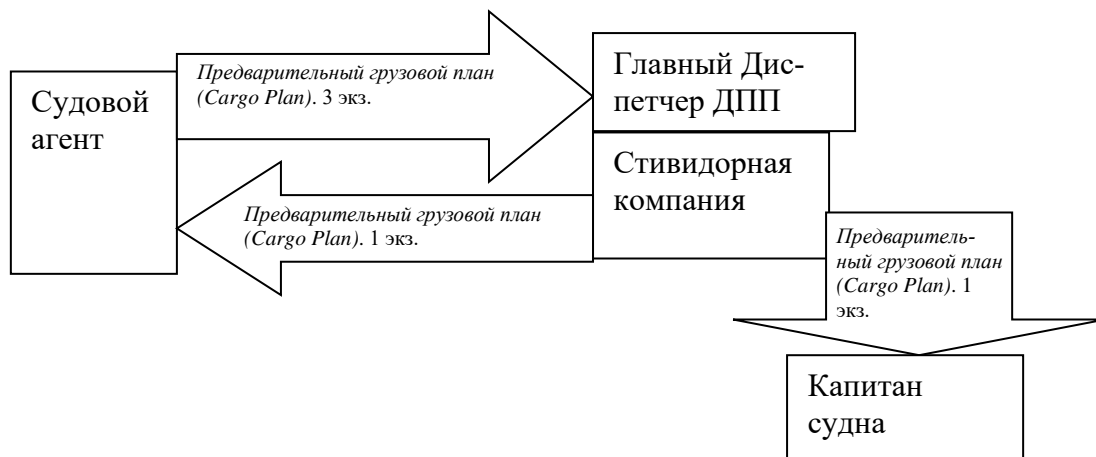 Судовой
агент
Предварительный грузовой план
(Cargo Plan). 3 экз.
Главный Дис-
петчер ДПП
Стивидорная
компания
Предварительный грузовой план
(Cargo Plan). 1 экз.
Предваритель-
ный грузовой план
(Cargo Plan). 1
экз.
Капитан
судна